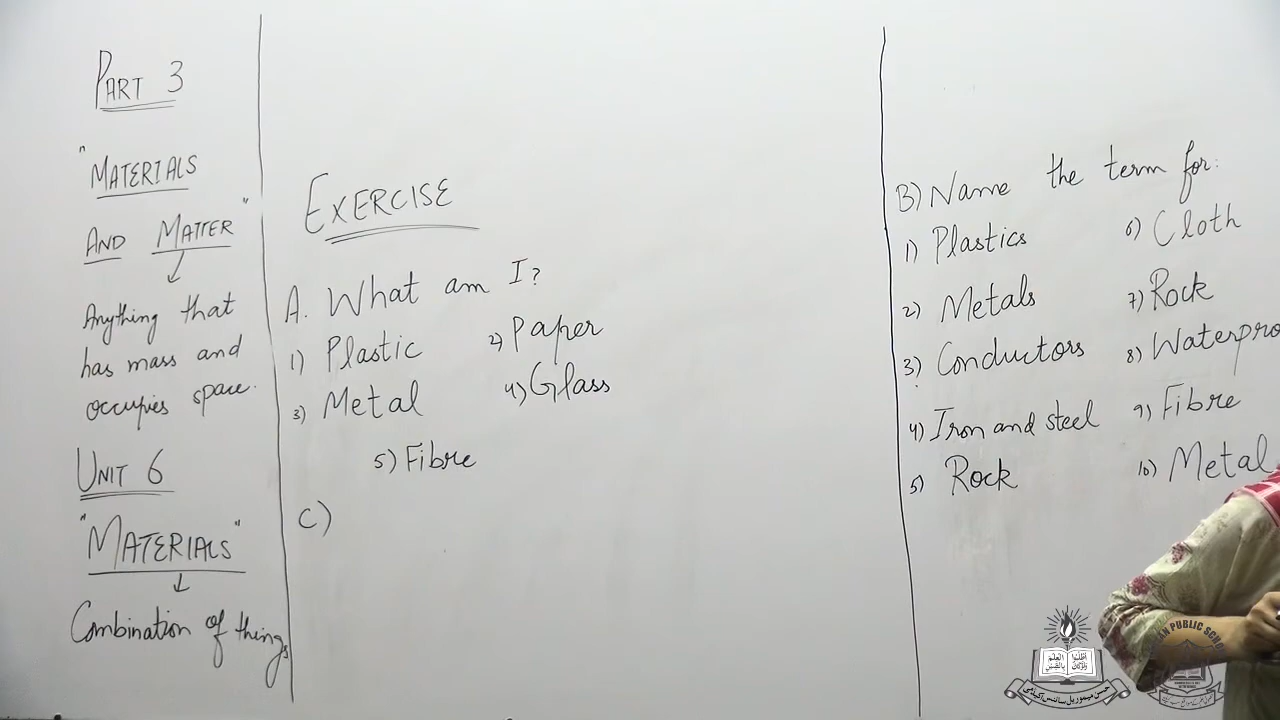 PART 3
"MATERIALS
AND MATTER"
Anything that
has mass and
occupies space.
UNIT 6
"MATERIALS"
Combination of things
EXERCISE
A. What am I?
1) Plastic 2) Paper
3) Metal 4) Glass
5) Fibre
C)
B) Name the term for:
1) Plastics 6) Cloth
2) Metals 7) Rock
3) Conductors 8) Waterpro
4) Iron and steel 9) Fibre
5) Rock 10) Metal
PUBLIC